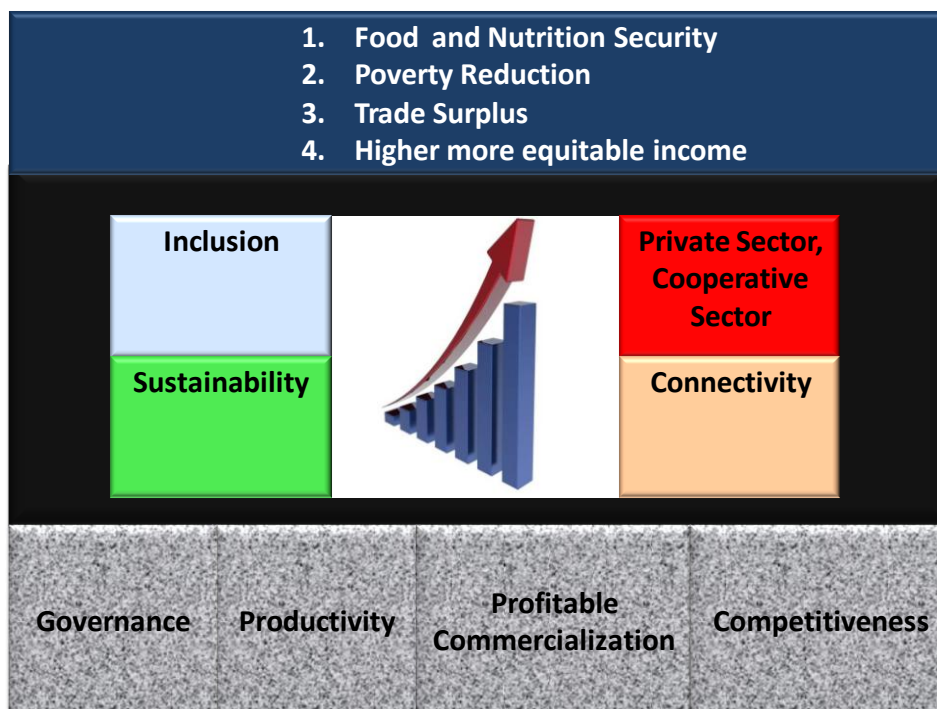 1. Food and Nutrition Security
2. Poverty Reduction
3. Trade Surplus
4. Higher more equitable income
Inclusion
Private Sector,
Cooperative
Sector
Sustainability
Connectivity
Governance
Productivity
Profitable
Commercialization
Competitiveness